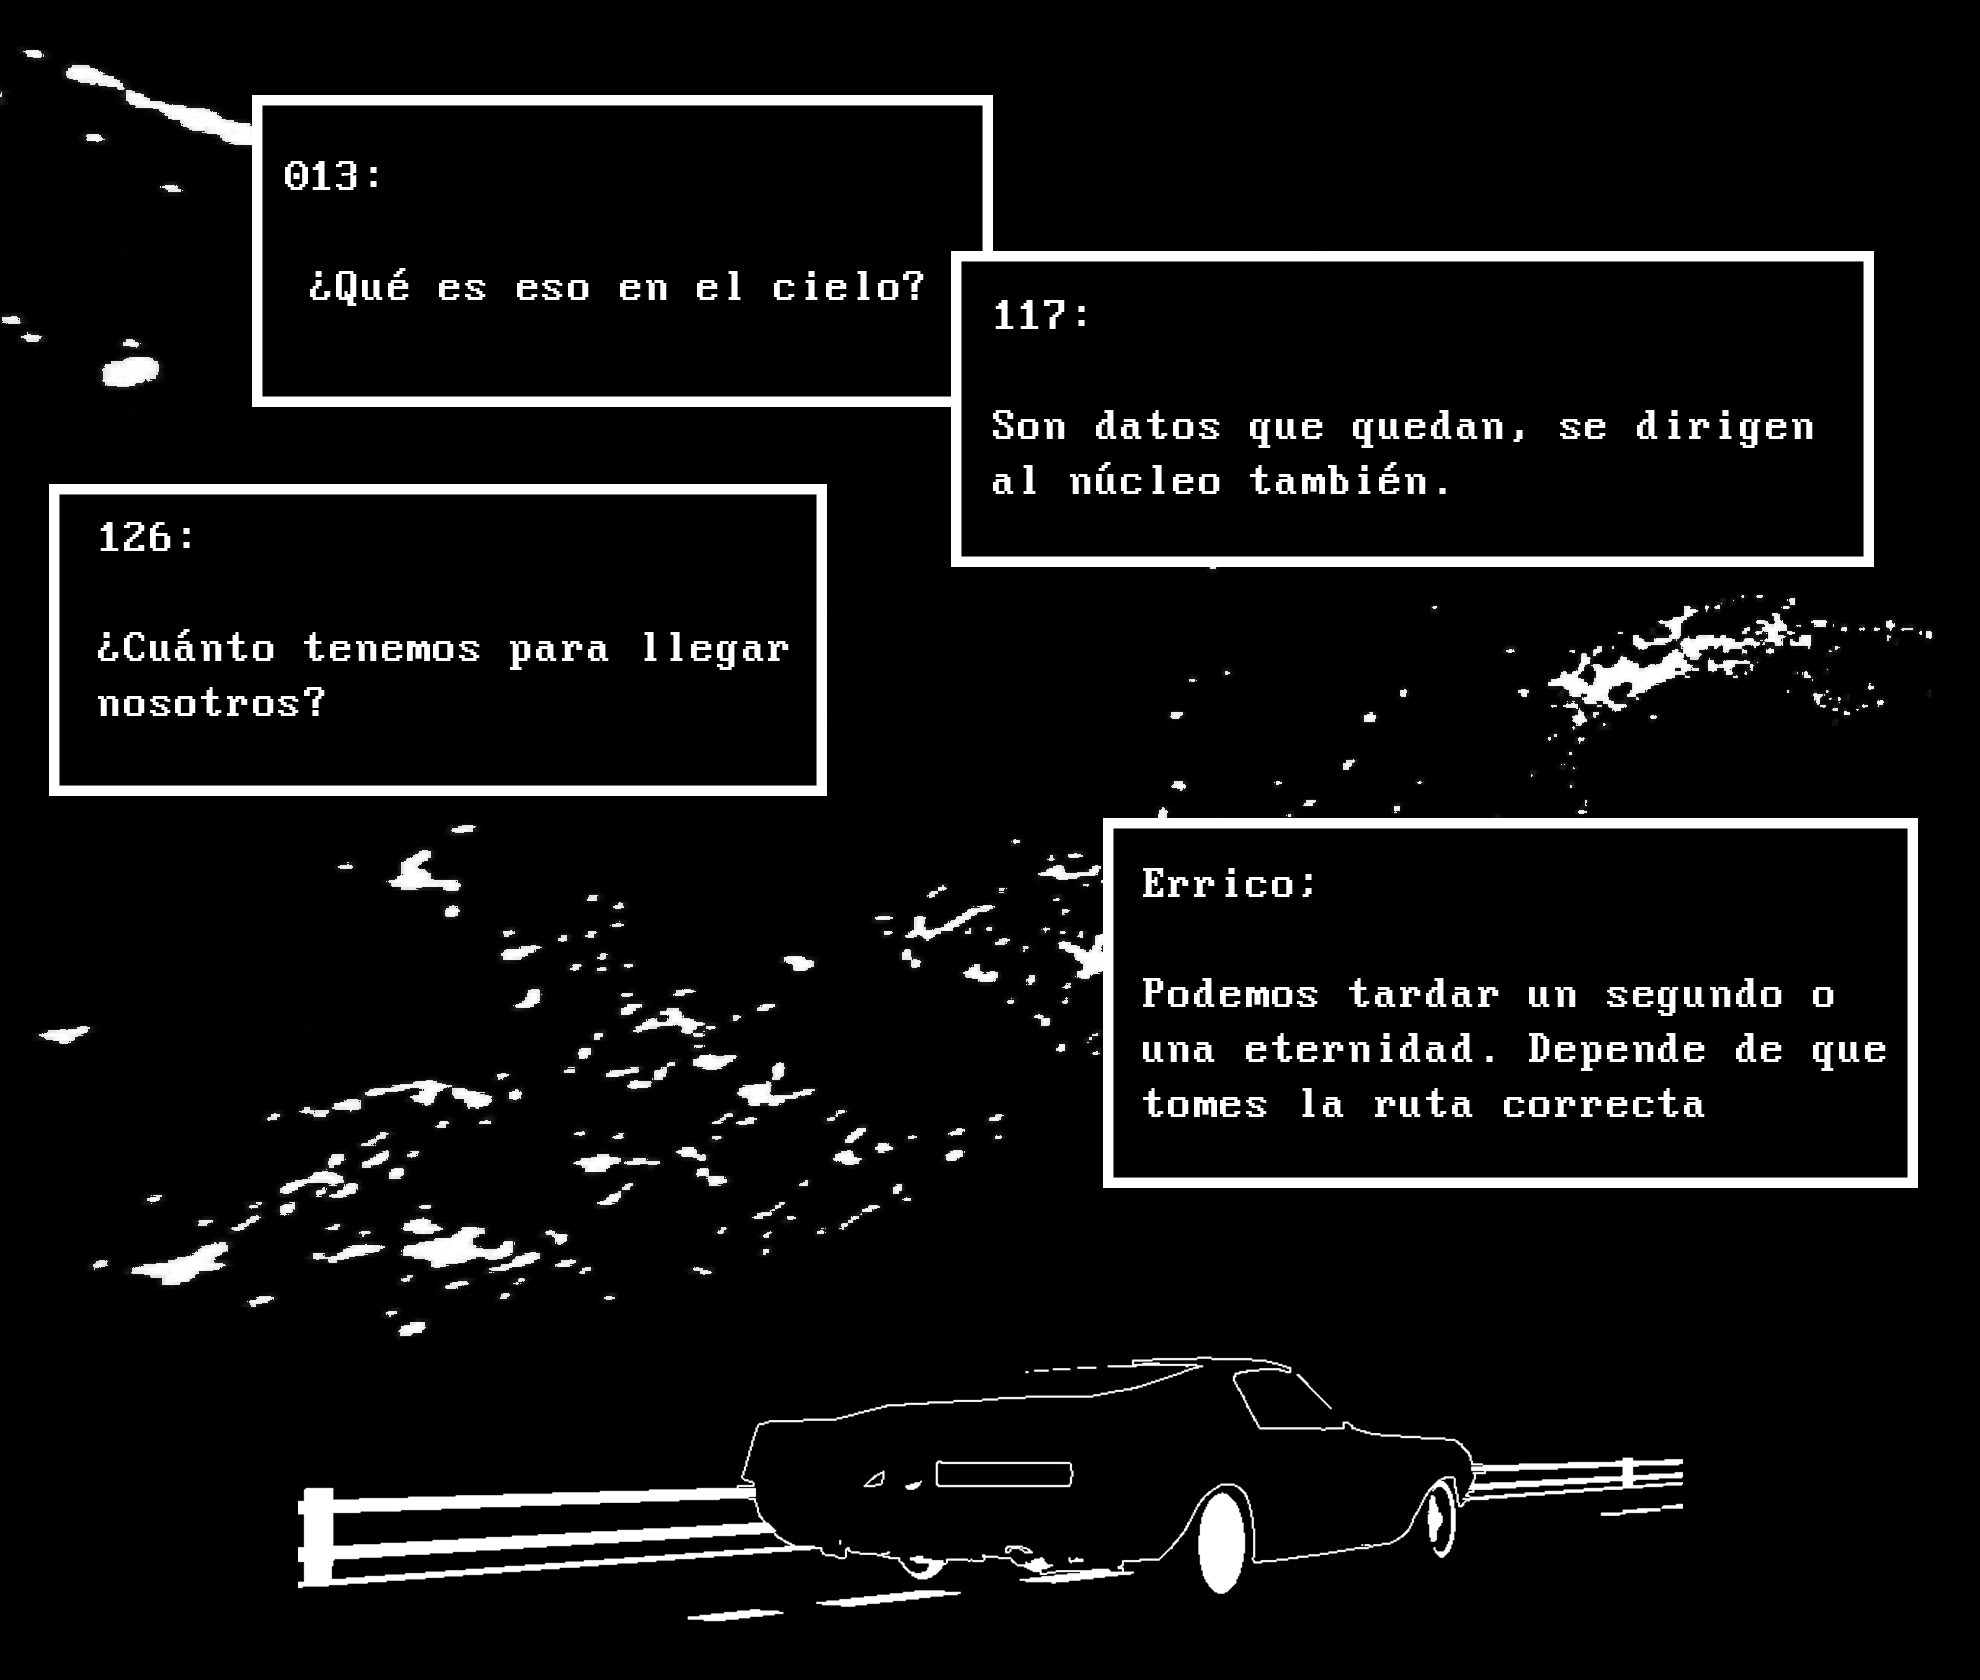 013:
¿Qué es eso en el cielo?
117:
Son datos que quedan, se dirigen
al núcleo también.
126:
¿Cuánto tenemos para llegar
nosotros?
Errico;
Podemos tardar un segundo o
una eternidad. Depende de que
tomes la ruta correcta